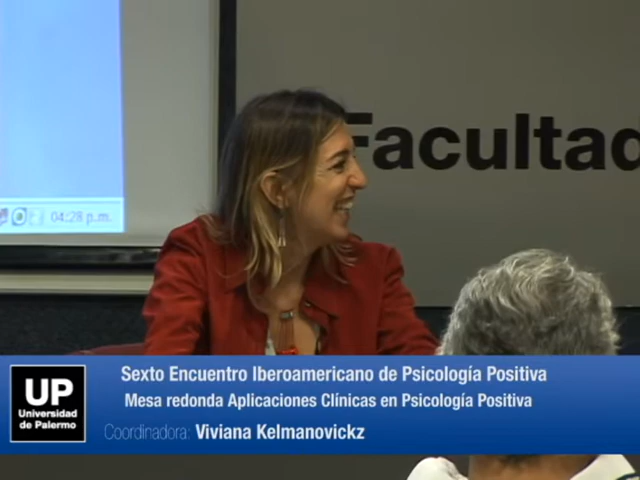 Facultad
04:28 p.m.
Sexto Encuentro Iberoamericano de Psicología Positiva
Mesa redonda Aplicaciones Clínicas en Psicología Positiva
Coordinadora: Viviana Kelmanovickz
UP
Universidad
de Palermo